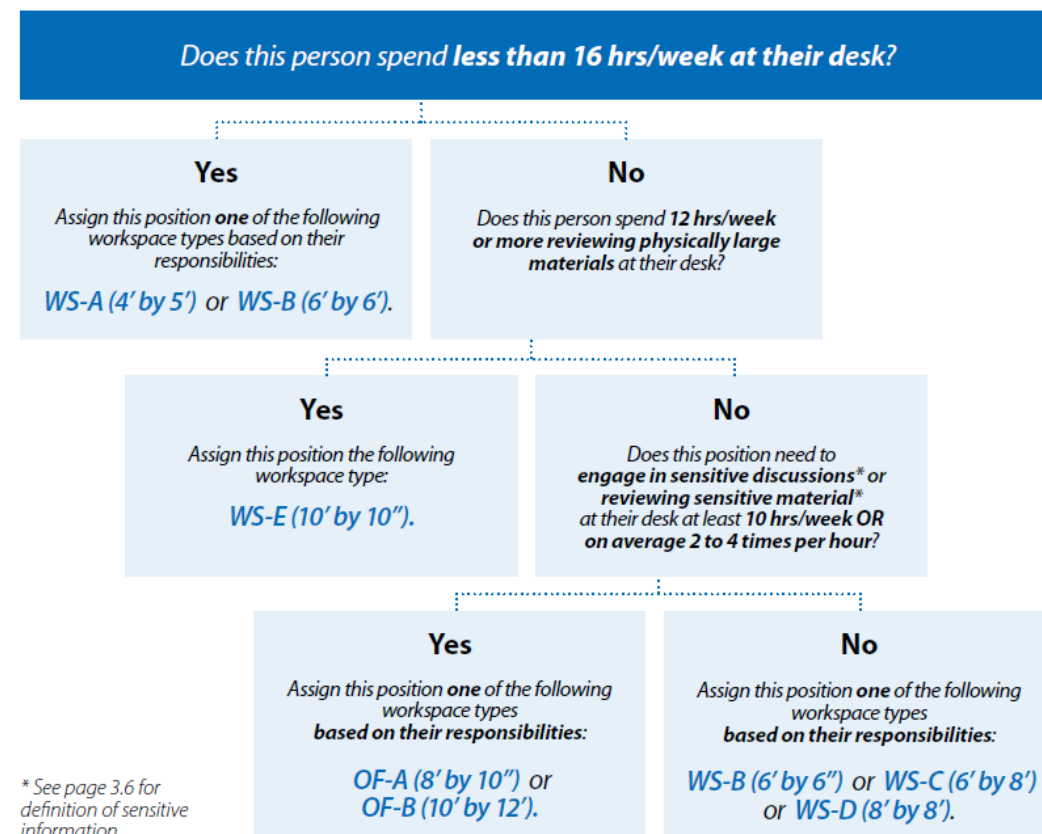 Does this person spend less than 16 hrs/week at their desk?
Yes
Assign this position one of the following
workspace types based on their
responsibilities:
WS-A (4′ by 5′) or WS-B (6′ by 6′).
No
Does this person spend 12 hrs/week
or more reviewing physically large
materials at their desk?
Yes
Assign this position the following
workspace type:
WS-E (10′ by 10″).
No
Does this position need to
engage in sensitive discussions* or
reviewing sensitive material*
at their desk at least 10 hrs/week OR
on average 2 to 4 times per hour?
Yes
Assign this position one of the following
workspace types
based on their responsibilities:
OF-A (8′ by 10″) or
OF-B (10′ by 12′).
No
Assign this position one of the following
workspace types
based on their responsibilities:
WS-B (6′ by 6″) or WS-C (6′ by 8′)
or WS-D (8′ by 8′).
* See page 3.6 for
definition of sensitive
information